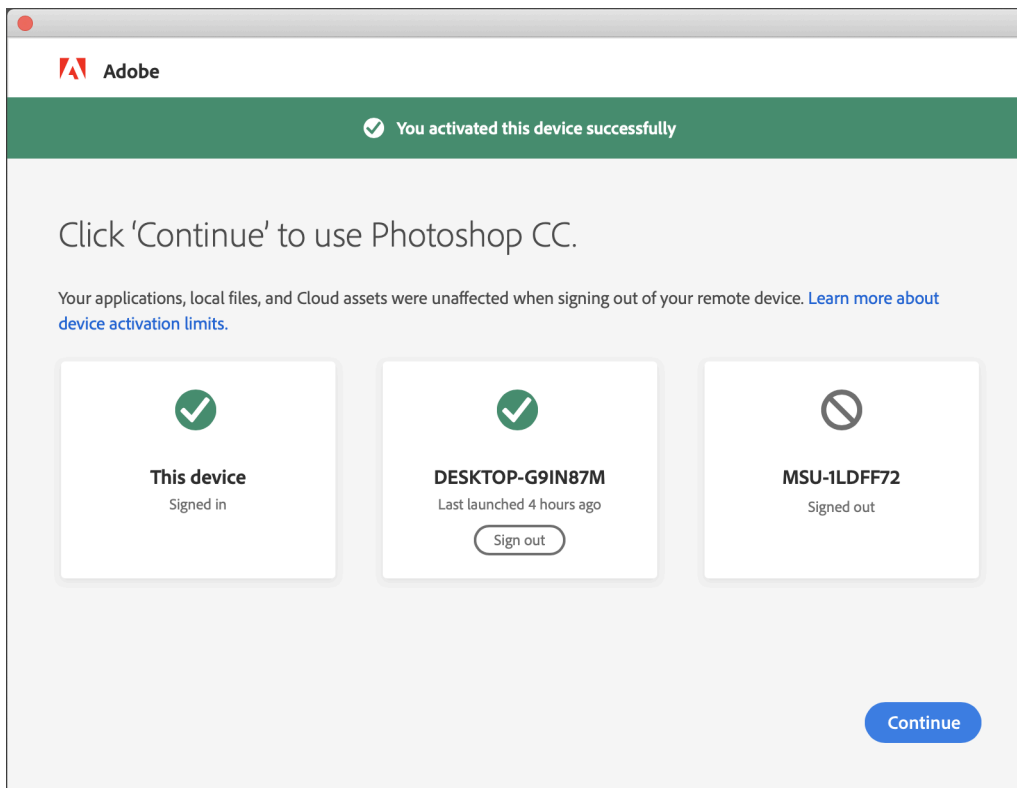 Adobe
You activated this device successfully
Click ‘Continue’ to use Photoshop CC.
Your applications, local files, and Cloud assets were unaffected when signing out of your remote device. Learn more about
device activation limits.
This device
Signed in
DESKTOP-G9IN87M
Last launched 4 hours ago
Sign out
MSU-1LDFF72
Signed out
Continue